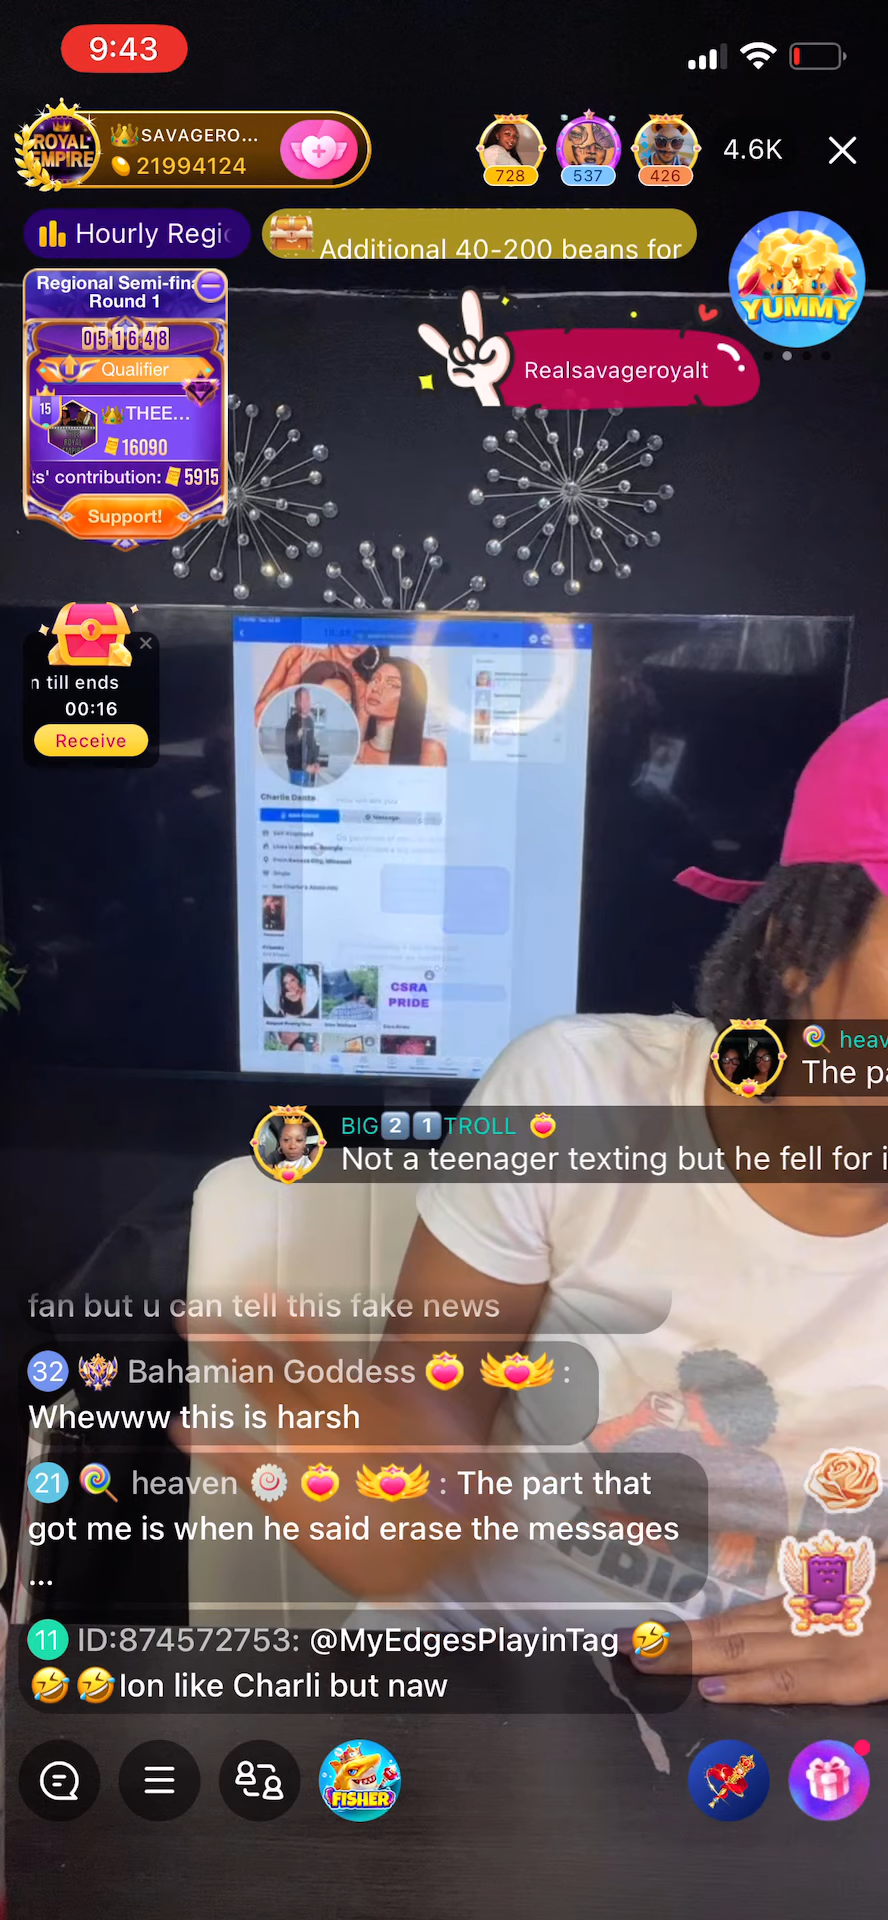 9:43
ROYAL
EMPIRE
👑SAVAGERO...
21994124
728
537
426
4.6K
Hourly Regi
Additional 40-200 beans for
YUMMY
Regional Semi-fina
Round 1
05:16:48
Qualifier
15
👑THEE...
16090
ts' contribution: 5915
Support!
Realsavageroyalt
n till ends
00:16
Receive
Charlie Dante
Message
CSRA
PRIDE
heav
The pa
BIG2️⃣1️⃣TROLL
Not a teenager texting but he fell for i
fan but u can tell this fake news
32 Bahamian Goddess :
Whewww this is harsh
21 🍭 heaven 🍥 : The part that
got me is when he said erase the messages
...
11 ID:874572753: @MyEdgesPlayinTag 🤣
🤣🤣Ion like Charli but naw
FISHER